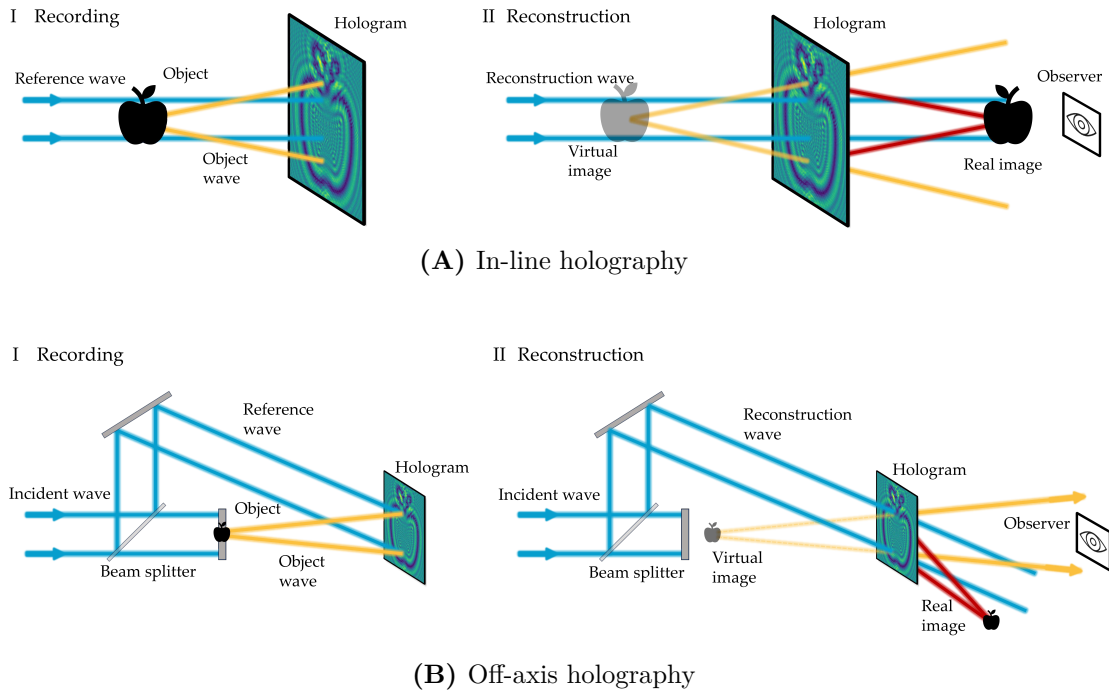 I Recording
Reference wave
Object
Hologram
Object
wave
II Reconstruction
Reconstruction wave
Hologram
Observer
Virtual
image
Real image
(A) In-line holography
I Recording
Reference
wave
Hologram
Incident wave
Object
Object
wave
Beam splitter
II Reconstruction
Reconstruction
wave
Hologram
Incident wave
Observer
Beam splitter
Virtual
image
Real
image
(B) Off-axis holography